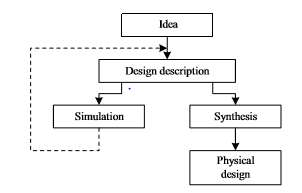 Idea
Design description
Simulation
Synthesis
Physical
design